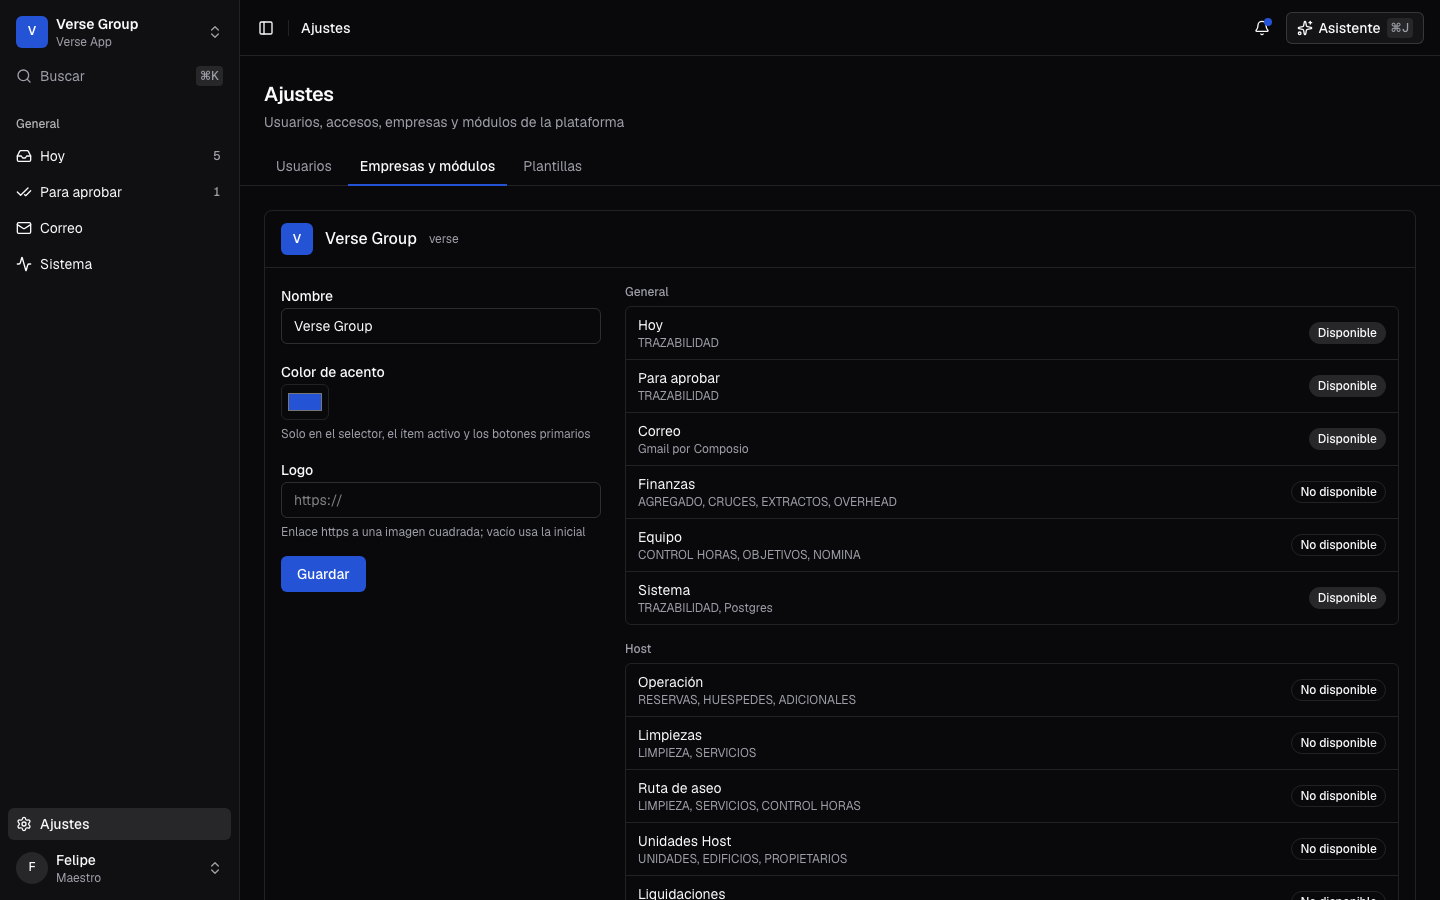 V
Verse Group
Verse App
Buscar
⌘K
General
Hoy
5
Para aprobar
1
Correo
Sistema
Ajustes
F
Felipe
Maestro
Ajustes
Asistente
⌘J
Ajustes
Usuarios, accesos, empresas y módulos de la plataforma
Usuarios
Empresas y módulos
Plantillas
V
Verse Group
verse
Nombre
Verse Group
Color de acento
Solo en el selector, el ítem activo y los botones primarios
Logo
https://
Enlace https a una imagen cuadrada; vacío usa la inicial
Guardar
General
Hoy
TRAZABILIDAD
Disponible
Para aprobar
TRAZABILIDAD
Disponible
Correo
Gmail por Composio
Disponible
Finanzas
AGREGADO, CRUCES, EXTRACTOS, OVERHEAD
No disponible
Equipo
CONTROL HORAS, OBJETIVOS, NOMINA
No disponible
Sistema
TRAZABILIDAD, Postgres
Disponible
Host
Operación
RESERVAS, HUESPEDES, ADICIONALES
No disponible
Limpiezas
LIMPIEZA, SERVICIOS
No disponible
Ruta de aseo
LIMPIEZA, SERVICIOS, CONTROL HORAS
No disponible
Unidades Host
UNIDADES, EDIFICIOS, PROPIETARIOS
No disponible
Liquidaciones
No disponible